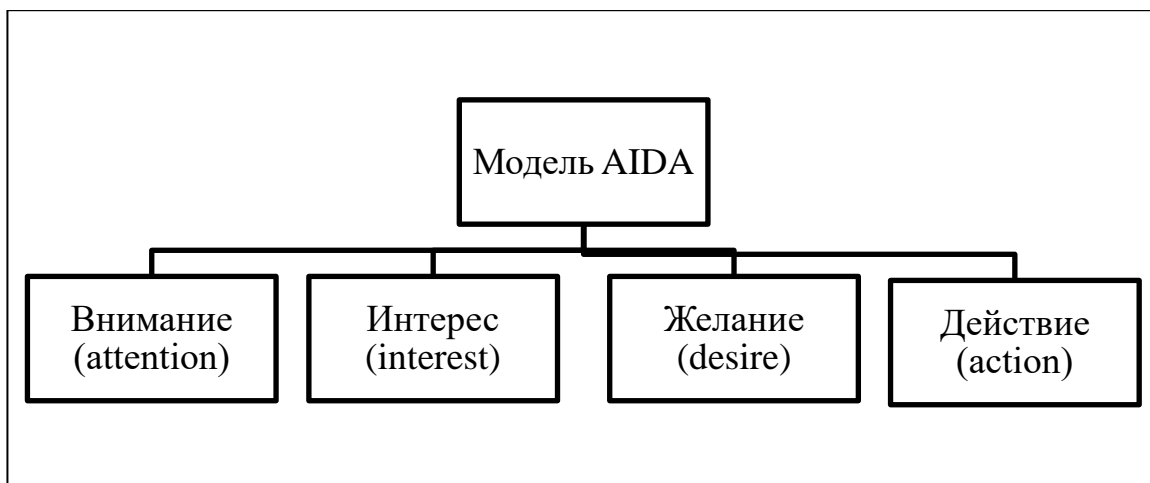 Модель AIDA
Внимание
(attention)
Интерес
(interest)
Желание
(desire)
Действие
(action)